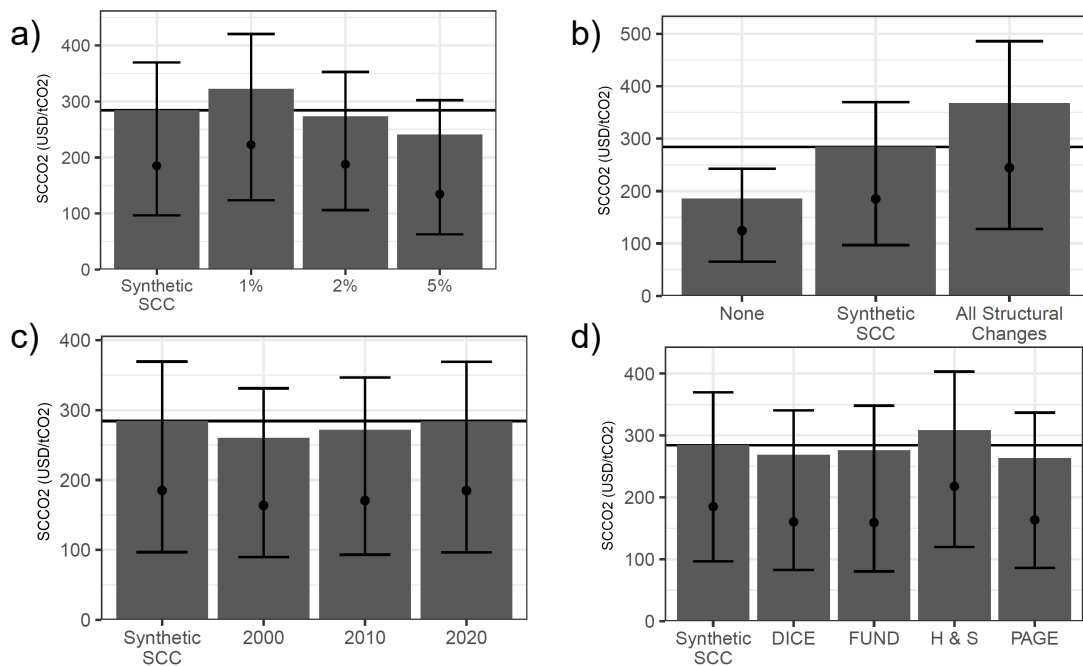 a)
SCCO2 (USD/tCO2)
400
300
200
100
0
Synthetic
SCC
1%
2%
5%
b)
SCCO2 (USD/tCO2)
500
400
300
200
100
0
None
Synthetic
SCC
All Structural
Changes
c)
SCCO2 (USD/tCO2)
400
300
200
100
0
Synthetic
SCC
2000
2010
2020
d)
SCCO2 (USD/tCO2)
400
300
200
100
0
Synthetic
SCC
DICE
FUND
H & S
PAGE